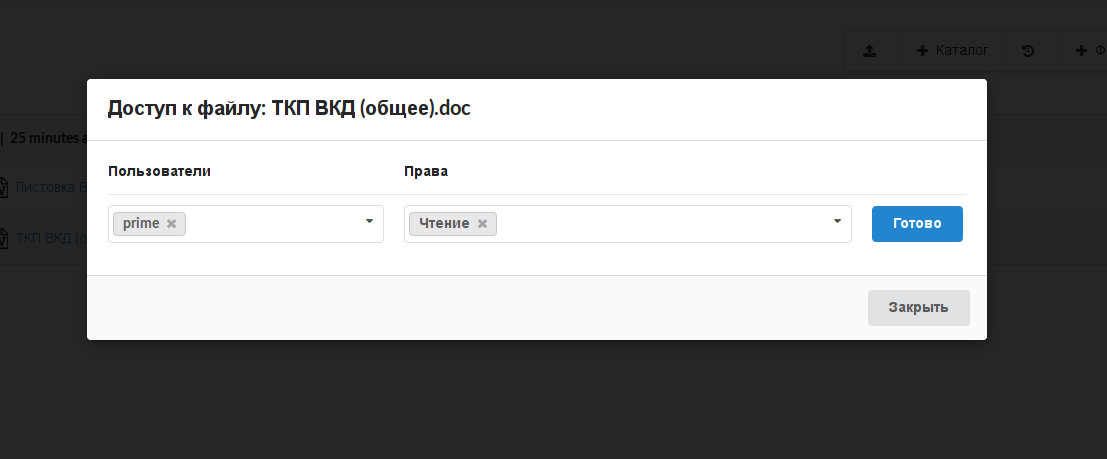 Каталог
Доступ к файлу: ТКП ВКД (общее).doc
| 25 minutes a
Пользователи Права
Листовка В
prime Чтение Готово
ТКП ВКД (о
Закрыть